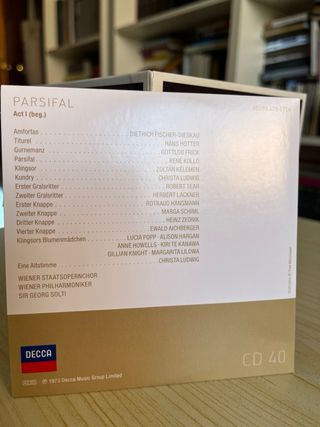 PARSIFAL
Act I (beg.)
Amfortas DIETRICH FISCHER-DIESKAU
Titurel HANS HOTTER
Gurnemanz GOTTLOB FRICK
Parsifal RENÉ KOLLO
Klingsor ZOLTÁN KELEMEN
Kundry CHRISTA LUDWIG
Erster Gralsritter ROBERT TEAR
Zweiter Gralsritter HERBERT LACKNER
Erster Knappe ROTRAUD HANSMANN
Zweiter Knappe MARGA SCHIML
Dritter Knappe HEINZ ZEDNIK
Vierter Knappe EWALD AICHBERGER
Klingsors Blumenmädchen LUCIA POPP · ALISON HARGAN
ANNE HOWELLS · KIRI TE KANAWA
GILLIAN KNIGHT · MARGARITA LILOWA
Eine Altstimme CHRISTA LUDWIG
WIENER STAATSOPERNCHOR
WIENER PHILHARMONIKER
SIR GEORG SOLTI
DECCA
CD 40
℗ 1973 Decca Music Group Limited